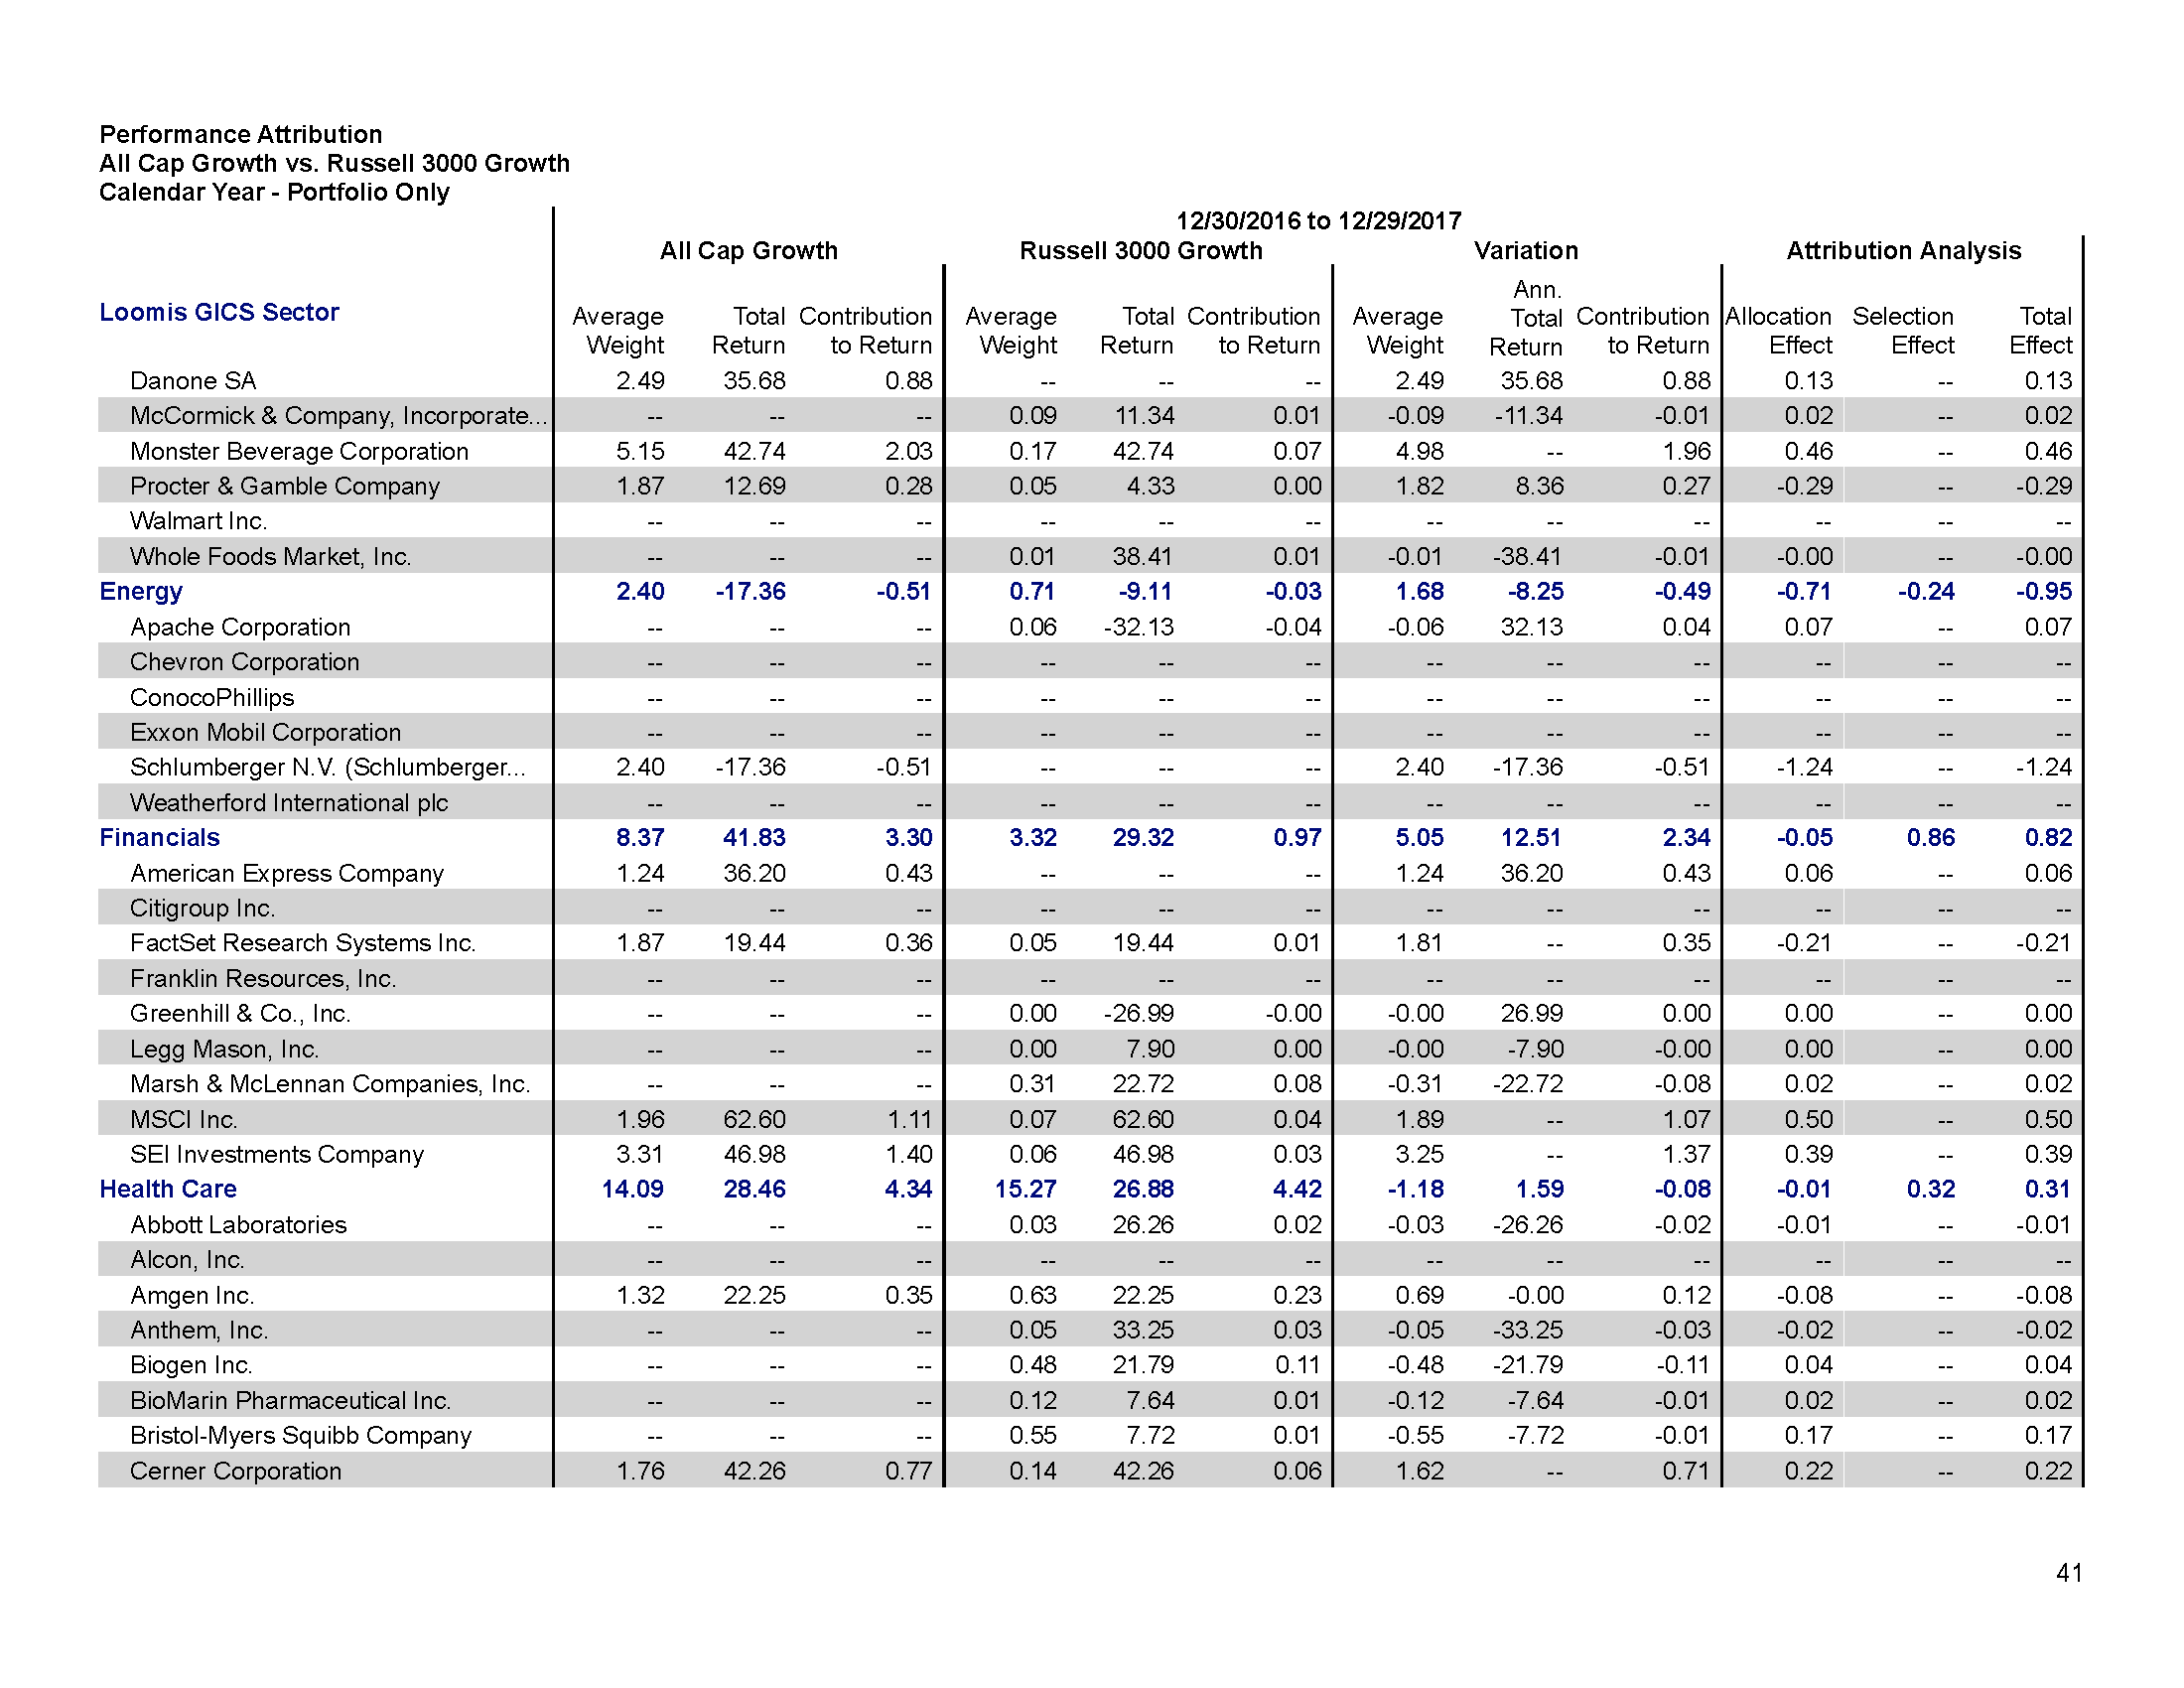 Performance Attribution
All Cap Growth vs. Russell 3000 Growth
Calendar Year - Portfolio Only
12/30/2016 to 12/29/2017
All Cap Growth Russell 3000 Growth Variation Attribution Analysis
Ann.
Loomis GICS Sector Average Total Contribution Average Total Contribution Average Total Contribution Allocation Selection Total
Weight Return to Return Weight Return to Return Weight Return to Return Effect Effect Effect
Danone SA 2.49 35.68 0.88 -- -- -- 2.49 35.68 0.88 0.13 -- 0.13
McCormick & Company, Incorporate... -- -- -- 0.09 11.34 0.01 -0.09 -11.34 -0.01 0.02 -- 0.02
Monster Beverage Corporation 5.15 42.74 2.03 0.17 42.74 0.07 4.98 -- 1.96 0.46 -- 0.46
Procter & Gamble Company 1.87 12.69 0.28 0.05 4.33 0.00 1.82 8.36 0.27 -0.29 -- -0.29
Walmart Inc. -- -- -- -- -- -- -- -- -- -- -- --
Whole Foods Market, Inc. -- -- -- 0.01 38.41 0.01 -0.01 -38.41 -0.01 -0.00 -- -0.00
Energy 2.40 -17.36 -0.51 0.71 -9.11 -0.03 1.68 -8.25 -0.49 -0.71 -0.24 -0.95
Apache Corporation -- -- -- 0.06 -32.13 -0.04 -0.06 32.13 0.04 0.07 -- 0.07
Chevron Corporation -- -- -- -- -- -- -- -- -- -- -- --
ConocoPhillips -- -- -- -- -- -- -- -- -- -- -- --
Exxon Mobil Corporation -- -- -- -- -- -- -- -- -- -- -- --
Schlumberger N.V. (Schlumberger... 2.40 -17.36 -0.51 -- -- -- 2.40 -17.36 -0.51 -1.24 -- -1.24
Weatherford International plc -- -- -- -- -- -- -- -- -- -- -- --
Financials 8.37 41.83 3.30 3.32 29.32 0.97 5.05 12.51 2.34 -0.05 0.86 0.82
American Express Company 1.24 36.20 0.43 -- -- -- 1.24 36.20 0.43 0.06 -- 0.06
Citigroup Inc. -- -- -- -- -- -- -- -- -- -- -- --
FactSet Research Systems Inc. 1.87 19.44 0.36 0.05 19.44 0.01 1.81 -- 0.35 -0.21 -- -0.21
Franklin Resources, Inc. -- -- -- -- -- -- -- -- -- -- -- --
Greenhill & Co., Inc. -- -- -- 0.00 -26.99 -0.00 -0.00 26.99 0.00 0.00 -- 0.00
Legg Mason, Inc. -- -- -- 0.00 7.90 0.00 -0.00 -7.90 -0.00 0.00 -- 0.00
Marsh & McLennan Companies, Inc. -- -- -- 0.31 22.72 0.08 -0.31 -22.72 -0.08 0.02 -- 0.02
MSCI Inc. 1.96 62.60 1.11 0.07 62.60 0.04 1.89 -- 1.07 0.50 -- 0.50
SEI Investments Company 3.31 46.98 1.40 0.06 46.98 0.03 3.25 -- 1.37 0.39 -- 0.39
Health Care 14.09 28.46 4.34 15.27 26.88 4.42 -1.18 1.59 -0.08 -0.01 0.32 0.31
Abbott Laboratories -- -- -- 0.03 26.26 0.02 -0.03 -26.26 -0.02 -0.01 -- -0.01
Alcon, Inc. -- -- -- -- -- -- -- -- -- -- -- --
Amgen Inc. 1.32 22.25 0.35 0.63 22.25 0.23 0.69 -0.00 0.12 -0.08 -- -0.08
Anthem, Inc. -- -- -- 0.05 33.25 0.03 -0.05 -33.25 -0.03 -0.02 -- -0.02
Biogen Inc. -- -- -- 0.48 21.79 0.11 -0.48 -21.79 -0.11 0.04 -- 0.04
BioMarin Pharmaceutical Inc. -- -- -- 0.12 7.64 0.01 -0.12 -7.64 -0.01 0.02 -- 0.02
Bristol-Myers Squibb Company -- -- -- 0.55 7.72 0.01 -0.55 -7.72 -0.01 0.17 -- 0.17
Cerner Corporation 1.76 42.26 0.77 0.14 42.26 0.06 1.62 -- 0.71 0.22 -- 0.22
41